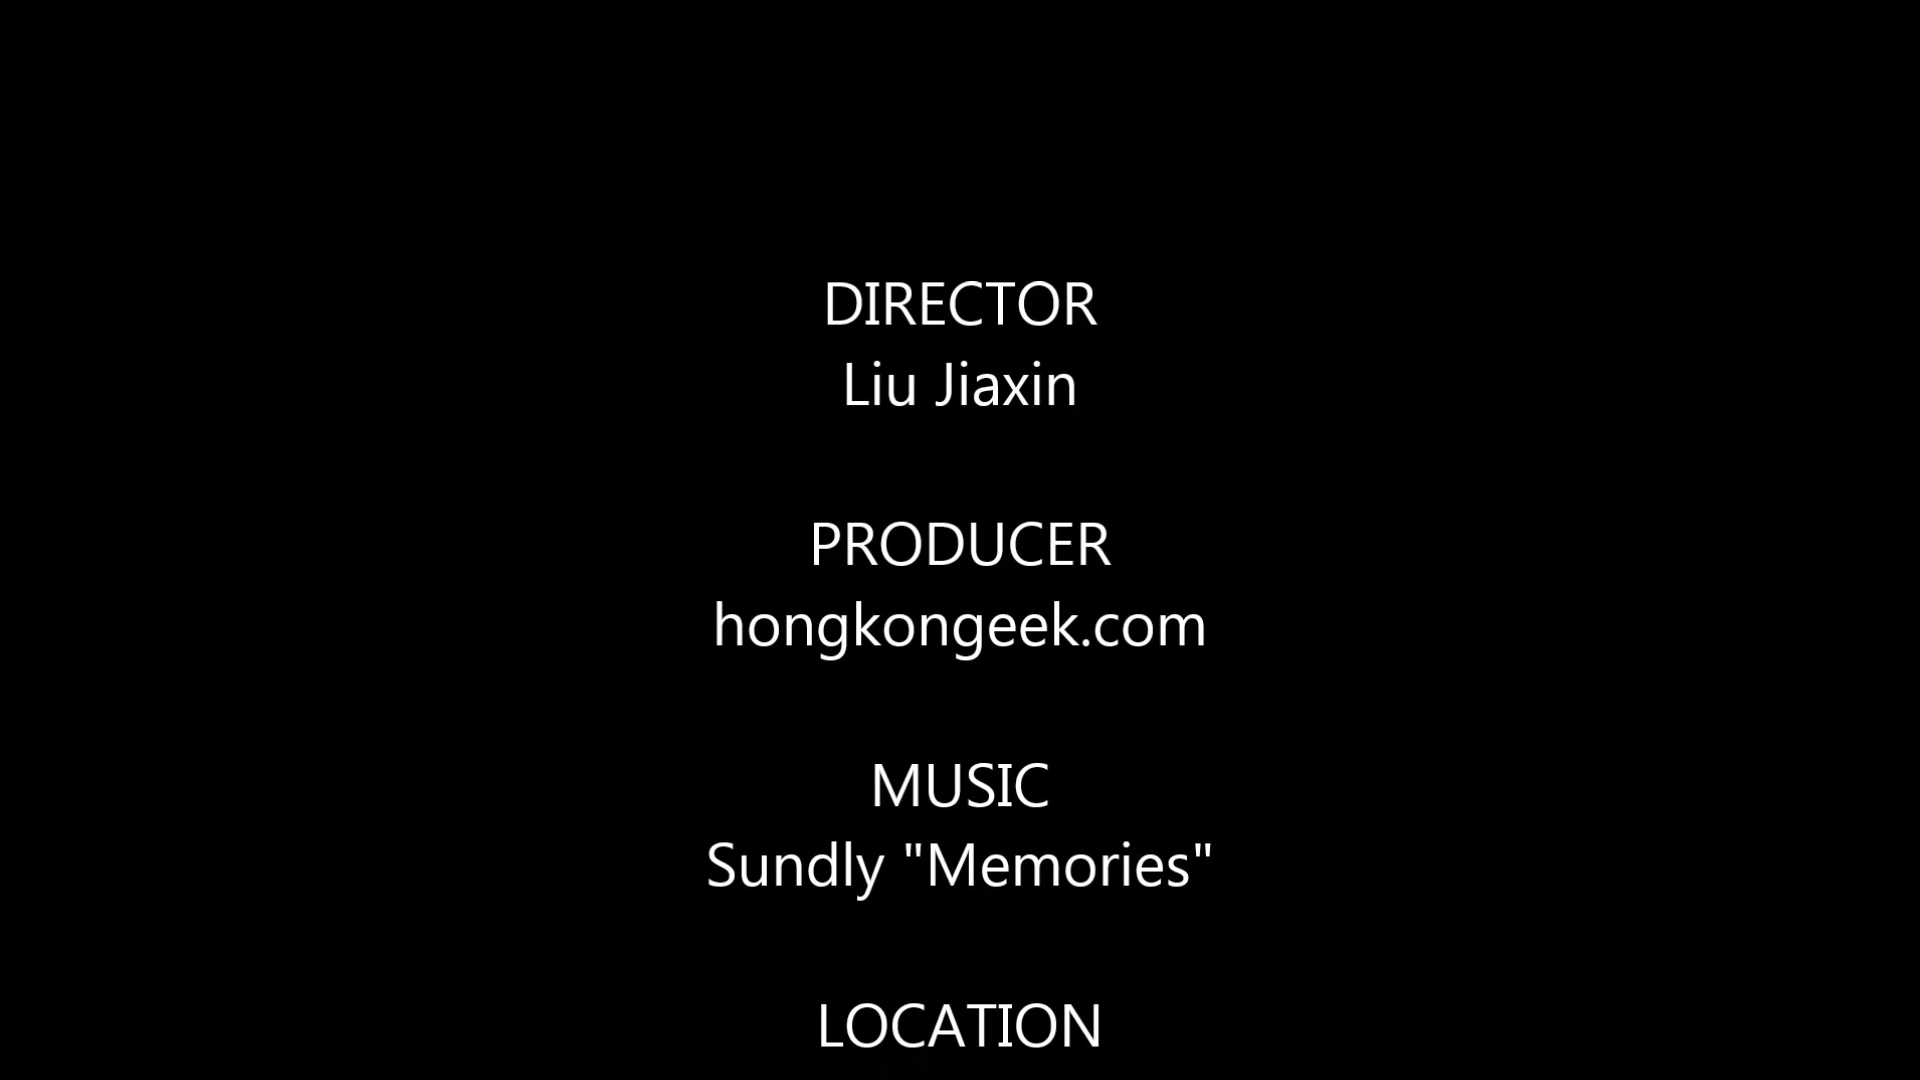 DIRECTOR
Liu Jiaxin
PRODUCER
hongkongeek.com
MUSIC
Sundly "Memories"
LOCATION